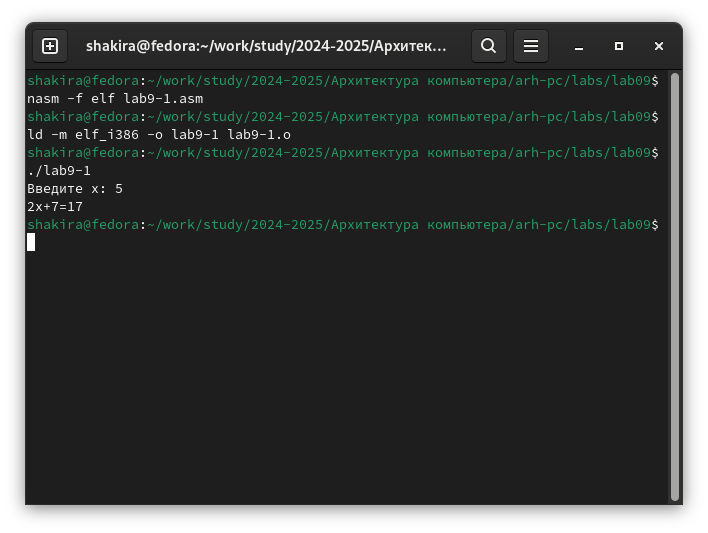 shakira@fedora:~/work/study/2024-2025/Архитек...
shakira@fedora:~/work/study/2024-2025/Архитектура компьютера/arh-pc/labs/lab09$
nasm -f elf lab9-1.asm
shakira@fedora:~/work/study/2024-2025/Архитектура компьютера/arh-pc/labs/lab09$
ld -m elf_i386 -o lab9-1 lab9-1.o
shakira@fedora:~/work/study/2024-2025/Архитектура компьютера/arh-pc/labs/lab09$
./lab9-1
Введите x: 5
2x+7=17
shakira@fedora:~/work/study/2024-2025/Архитектура компьютера/arh-pc/labs/lab09$